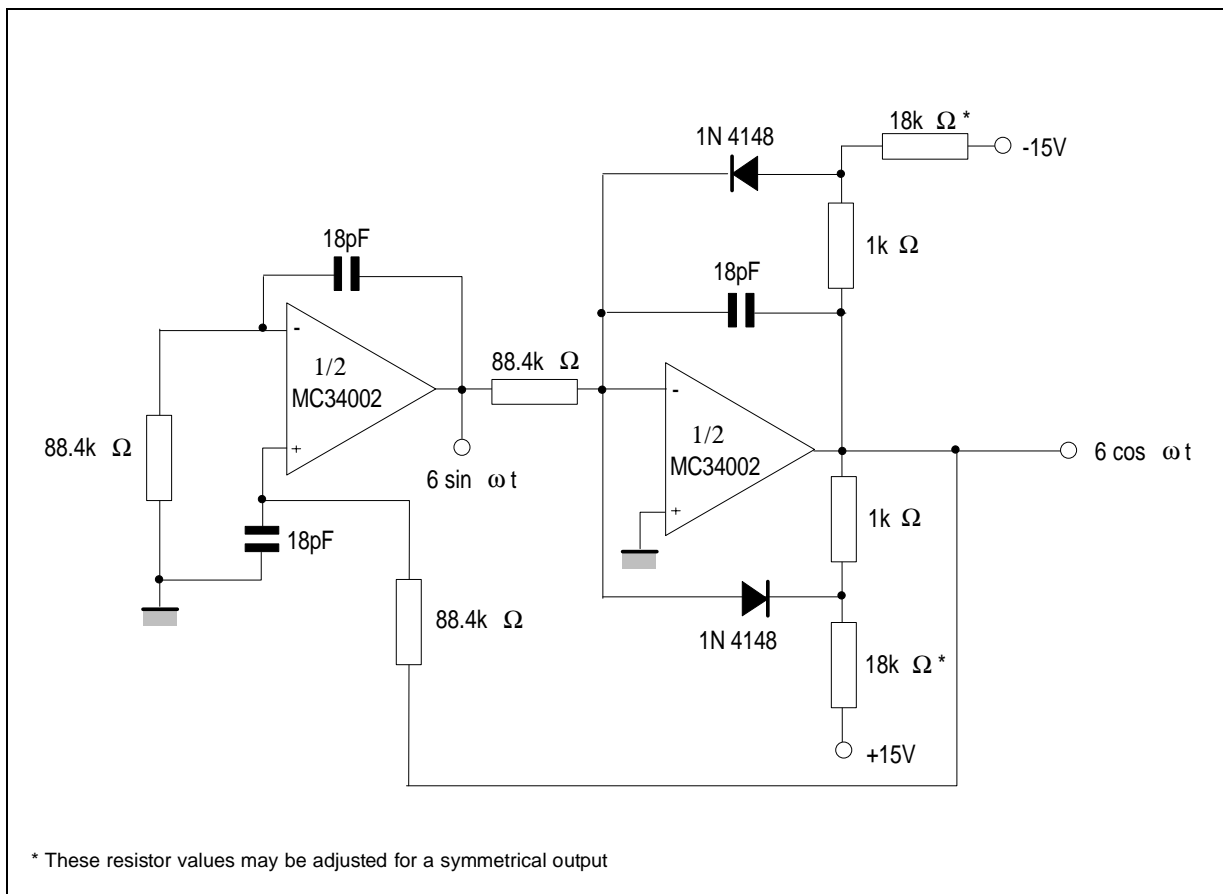 18k Ω *
1N 4148
-15V
18pF
1k Ω
18pF
-
1/2
MC34002
88.4k Ω
-
88.4k Ω
+
1/2
MC34002
6 sin ω t
6 cos ω t
+
18pF
1k Ω
88.4k Ω
1N 4148
18k Ω *
+15V
* These resistor values may be adjusted for a symmetrical output